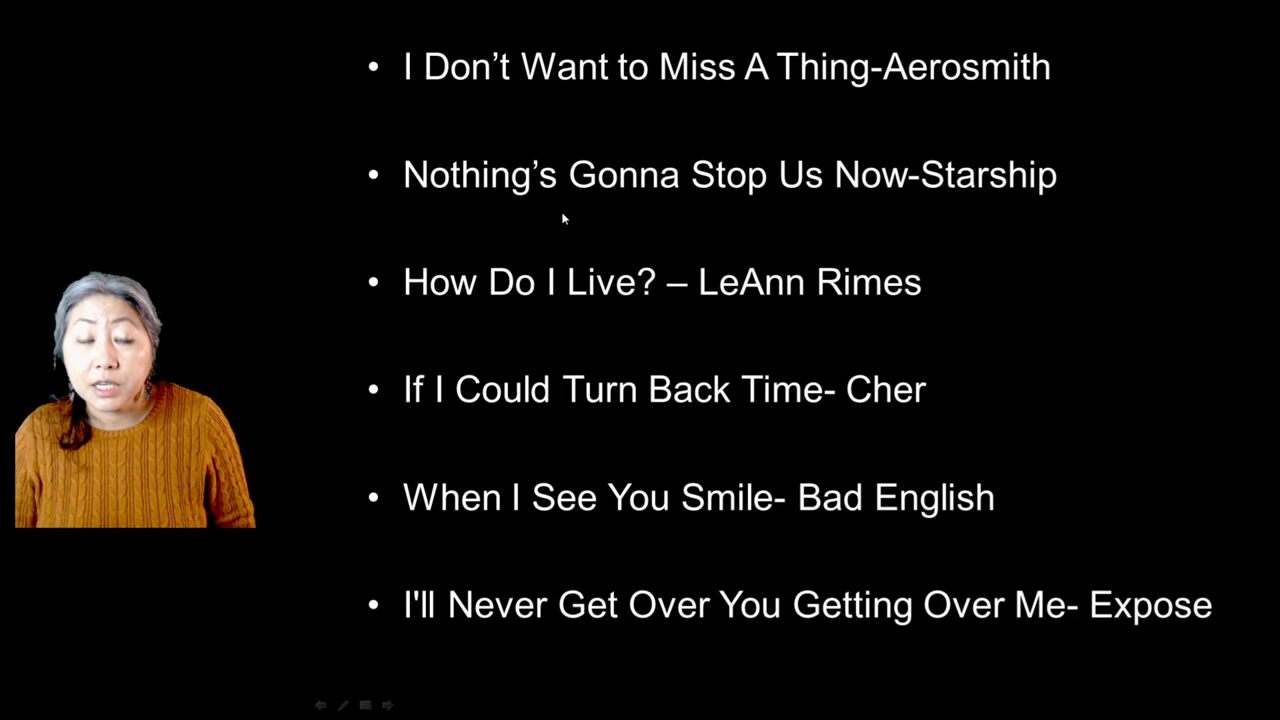 • I Don’t Want to Miss A Thing-Aerosmith
• Nothing’s Gonna Stop Us Now-Starship
• How Do I Live? – LeAnn Rimes
• If I Could Turn Back Time- Cher
• When I See You Smile- Bad English
• I'll Never Get Over You Getting Over Me- Expose